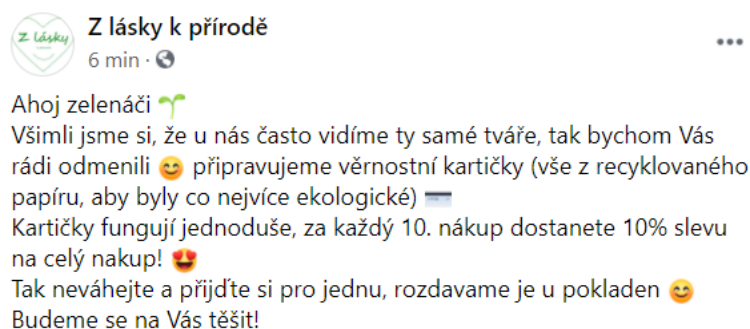 Z lásky
Z lásky k přírodě
6 min ·
Ahoj zelenáči 🌱
Všimli jsme si, že u nás často vidíme ty samé tváře, tak bychom Vás
rádi odmenili 😊 připravujeme věrnostní kartičky (vše z recyklovaného
papíru, aby byly co nejvíce ekologické) 💳
Kartičky fungují jednoduše, za každý 10. nákup dostanete 10% slevu
na celý nakup! 😍
Tak neváhejte a přijďte si pro jednu, rozdavame je u pokladen 😊
Budeme se na Vás těšit!